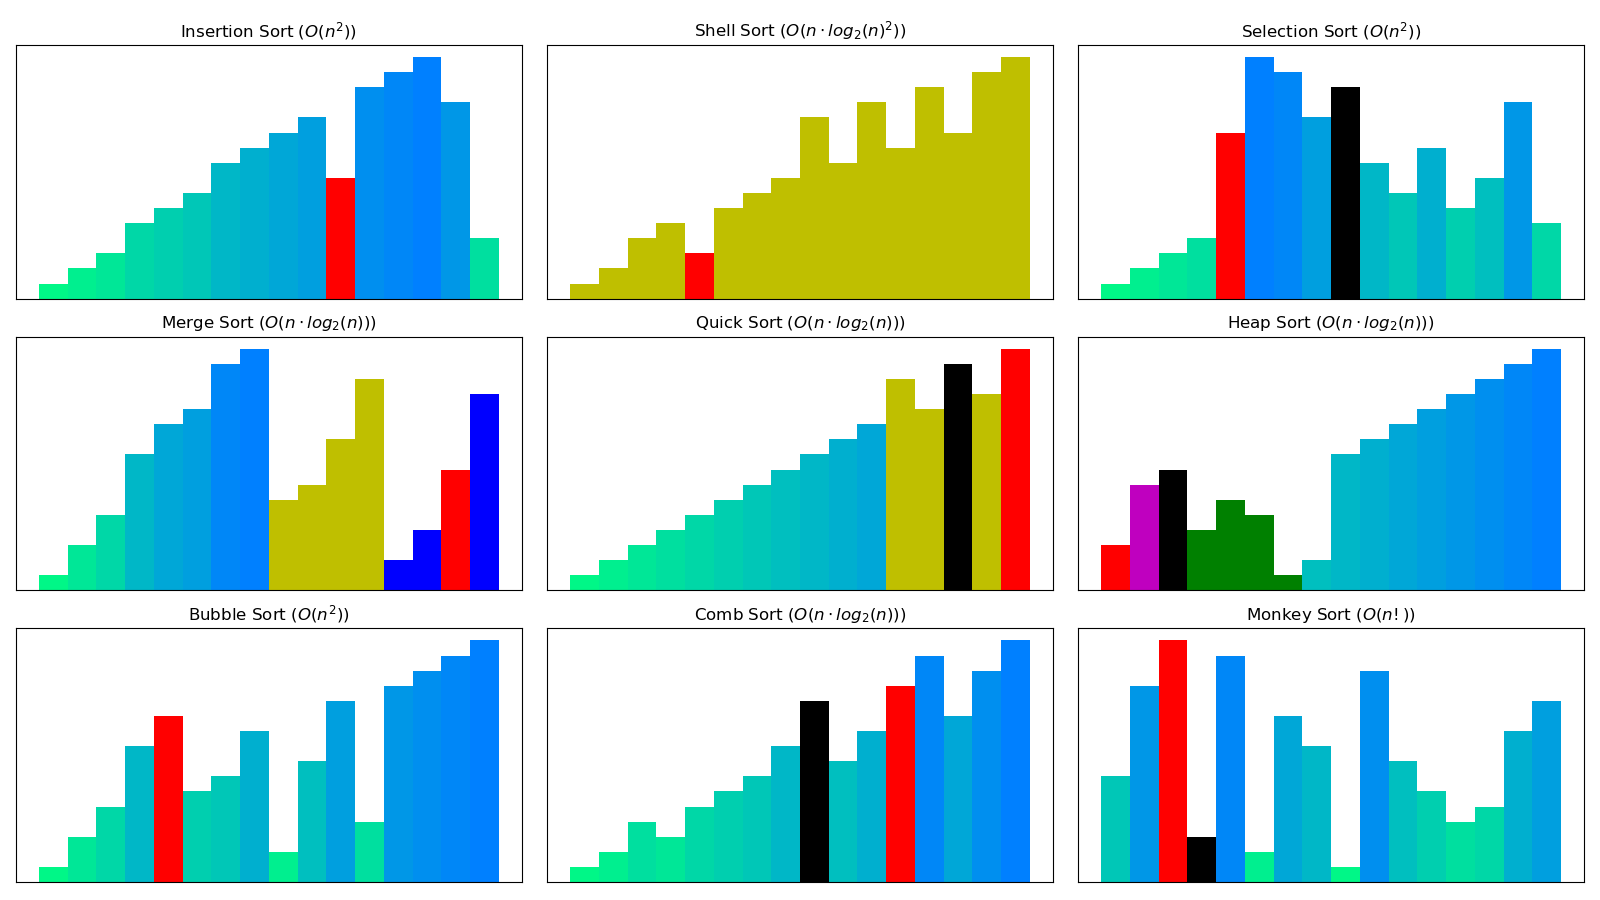 Insertion Sort (O(n²))
Shell Sort (O(n · log₂(n)²))
Selection Sort (O(n²))
Merge Sort (O(n · log₂(n)))
Quick Sort (O(n · log₂(n)))
Heap Sort (O(n · log₂(n)))
Bubble Sort (O(n²))
Comb Sort (O(n · log₂(n)))
Monkey Sort (O(n!))